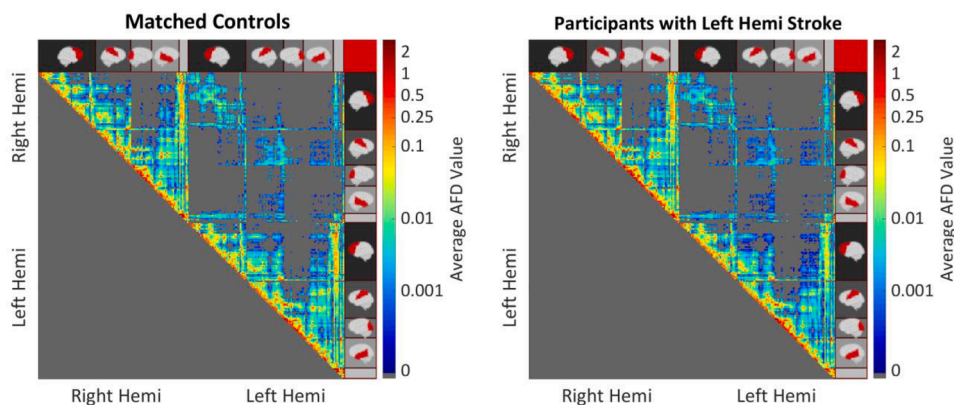 Matched Controls
Right Hemi
Left Hemi
Right Hemi
Left Hemi
2
1
0.5
0.25
0.1
0.01
0.001
0
Average AFD Value
Participants with Left Hemi Stroke
Right Hemi
Left Hemi
Right Hemi
Left Hemi
2
1
0.5
0.25
0.1
0.01
0.001
0
Average AFD Value